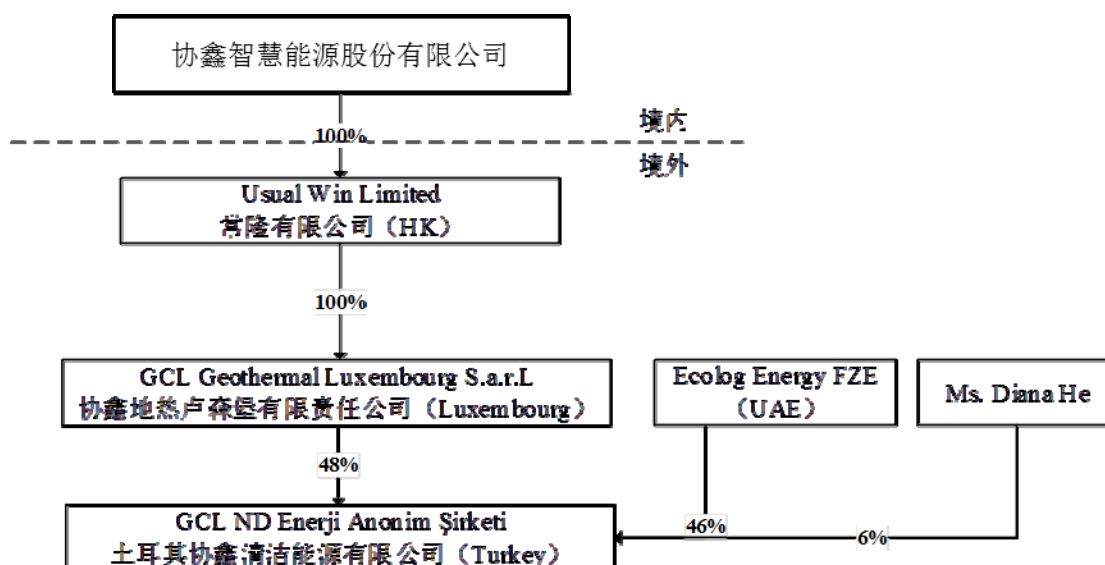 协鑫智慧能源股份有限公司
境内
100%
境外
Usual Win Limited
常隆有限公司（HK）
100%
GCL Geothermal Luxembourg S.a.r.L
协鑫地热卢森堡有限责任公司（Luxembourg）
Ecolog Energy FZE
（UAE）
Ms. Diana He
48%
GCL ND Enerji Anonim Şirketi
土耳其协鑫清洁能源有限公司（Turkey）
46%
6%